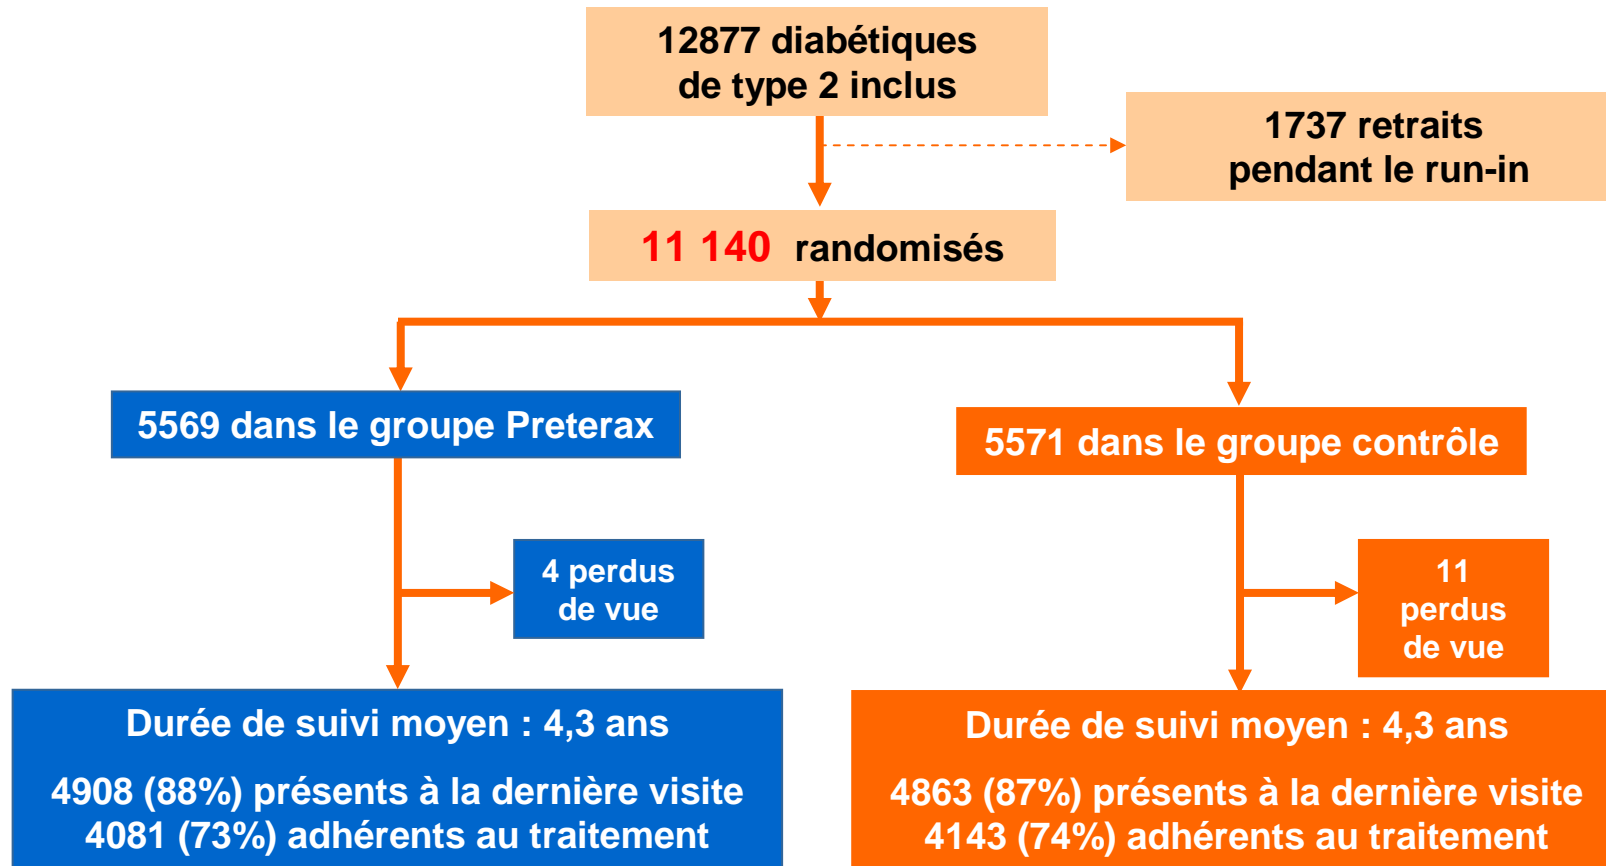 12877 diabétiques
de type 2 inclus
1737 retraits
pendant le run-in
11 140 randomisés
5569 dans le groupe Preterax
5571 dans le groupe contrôle
4 perdus
de vue
11
perdus
de vue
Durée de suivi moyen : 4,3 ans
4908 (88%) présents à la dernière visite
4081 (73%) adhérents au traitement
Durée de suivi moyen : 4,3 ans
4863 (87%) présents à la dernière visite
4143 (74%) adhérents au traitement